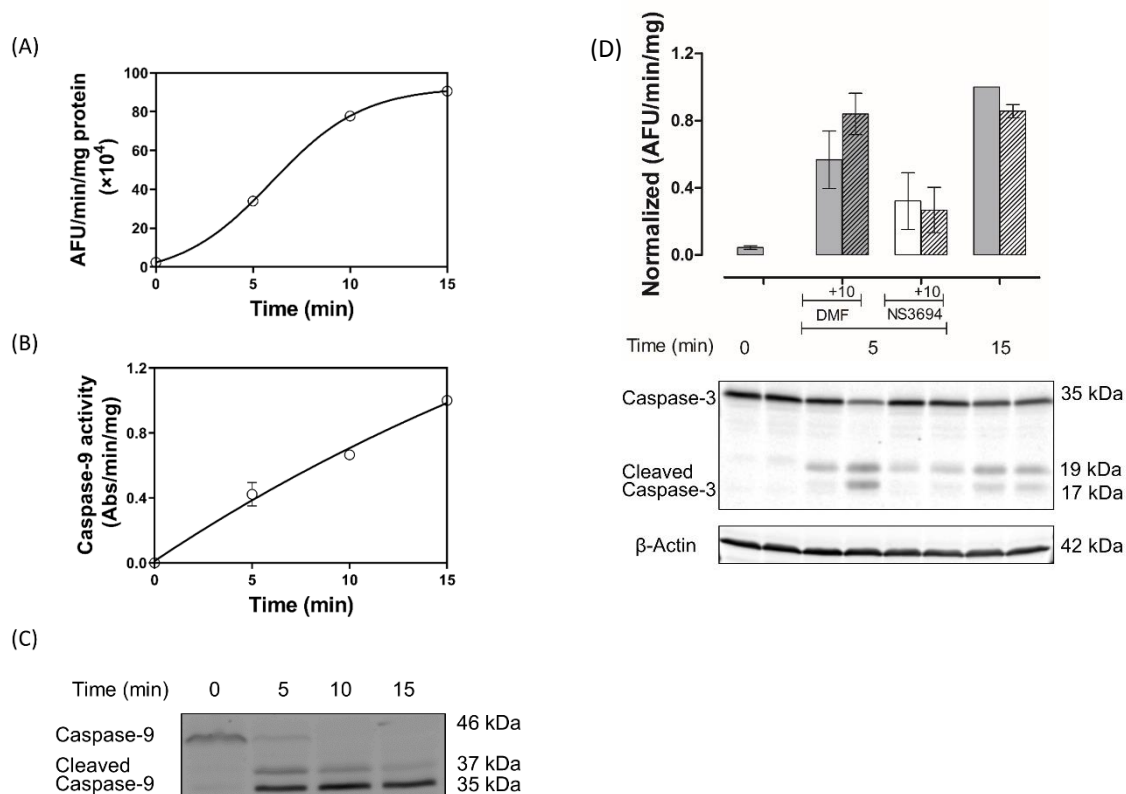 (A)
AFU/min/mg protein
(×10⁴)
100
80
60
40
20
0
0 5 10 15
Time (min)
(B)
Caspase-9 activity
(Abs/min/mg)
1.2
0.8
0.4
0.0
0 5 10 15
Time (min)
(C)
Time (min) 0 5 10 15
Caspase-9 46 kDa
Cleaved 37 kDa
Caspase-9 35 kDa
(D)
Normalized (AFU/min/mg)
1.2
0.8
0.4
0.0
+10 +10
DMF NS3694
Time (min) 0 5 15
Caspase-3 35 kDa
Cleaved 19 kDa
Caspase-3 17 kDa
β-Actin 42 kDa